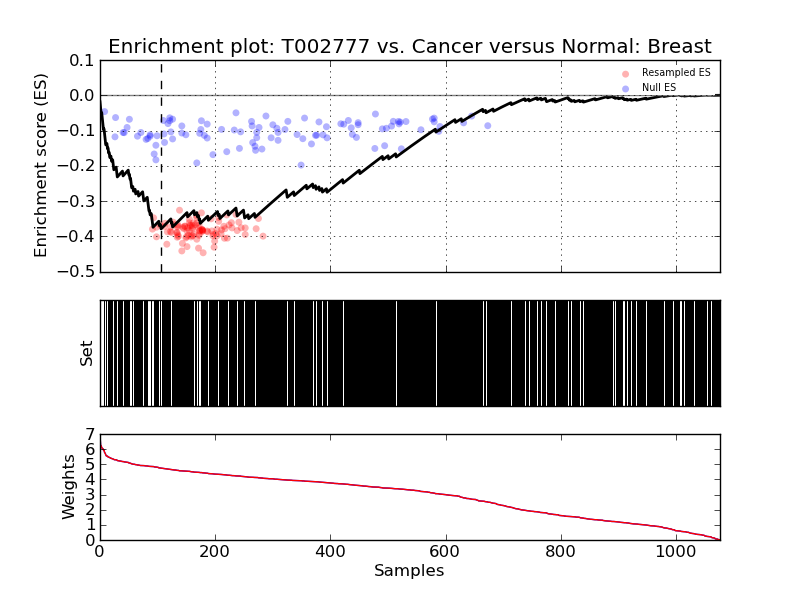 Enrichment plot: T002777 vs. Cancer versus Normal: Breast
0.1
0.0
−0.1
−0.2
−0.3
−0.4
−0.5
Enrichment score (ES)
Resampled ES
Null ES
Set
7
6
5
4
3
2
1
0
Weights
0 200 400 600 800 1000
Samples